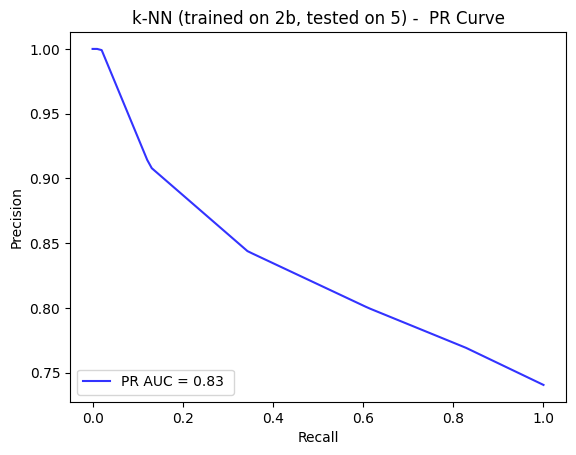 k-NN (trained on 2b, tested on 5) -  PR Curve
1.00
0.95
0.90
0.85
0.80
0.75
Precision
PR AUC = 0.83
0.0 0.2 0.4 0.6 0.8 1.0
Recall